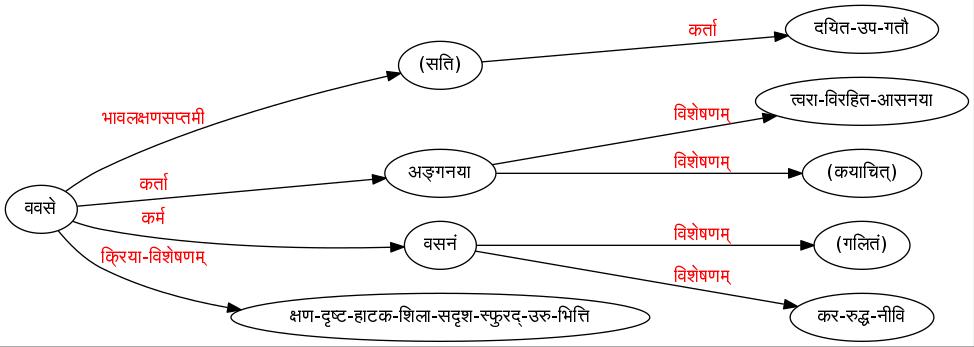 ववसे
भावलक्षणसप्तमी
(सति)
कर्ता
दयित-उप-गतौ
कर्ता
अङ्गनया
विशेषणम्
त्वरा-विरहित-आसनया
विशेषणम्
(कयाचित्)
कर्म
वसनं
विशेषणम्
(गलितं)
विशेषणम्
कर-रुद्ध-नीवि
क्रिया-विशेषणम्
क्षण-दृष्ट-हाटक-शिला-सदृश-स्फुरद्-उरु-भित्ति